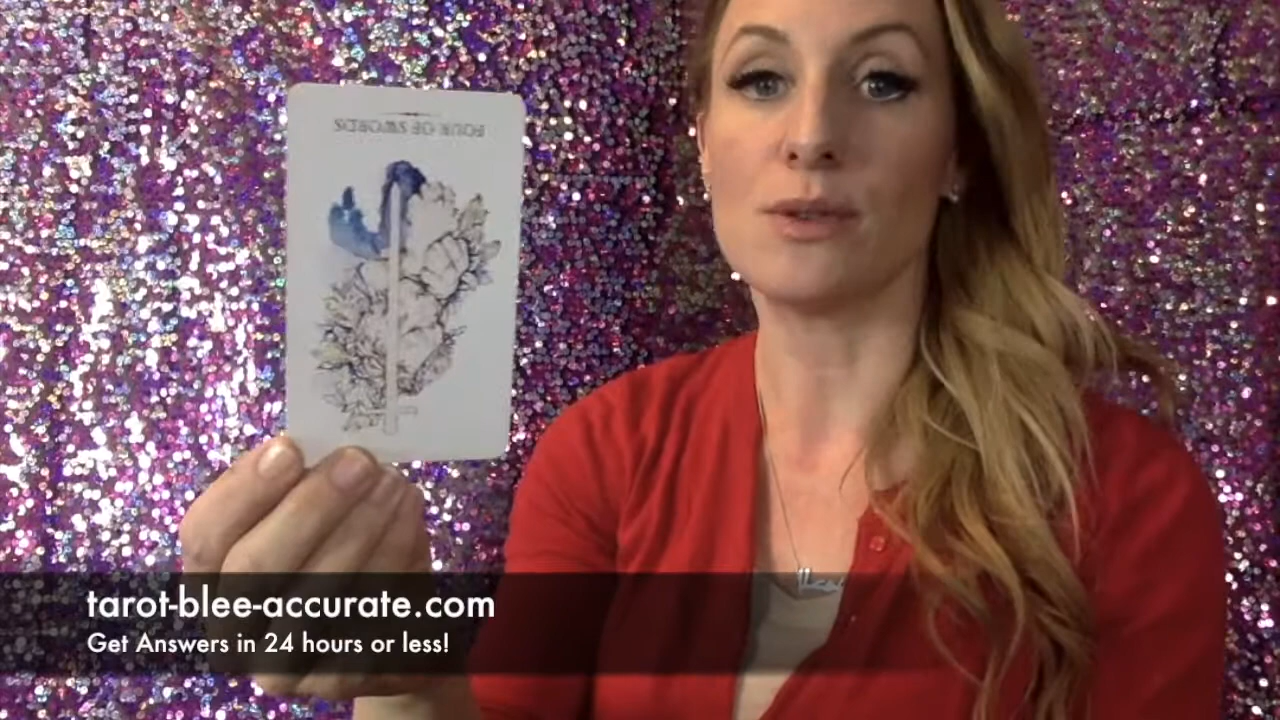 FOUR OF SWORDS
tarot-blee-accurate.com
Get Answers in 24 hours or less!